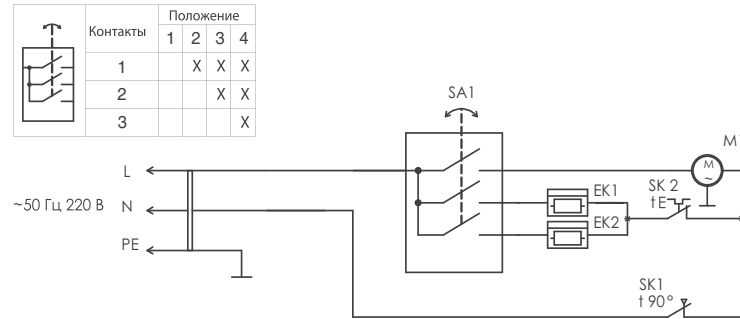 Контакты
Положение
1 2 3 4
1 X X X
2 X X
3 X
SA1
L
M
~
EK1
SK 2
t E
~50 Гц 220 В
N
EK2
PE
SK1
t 90°